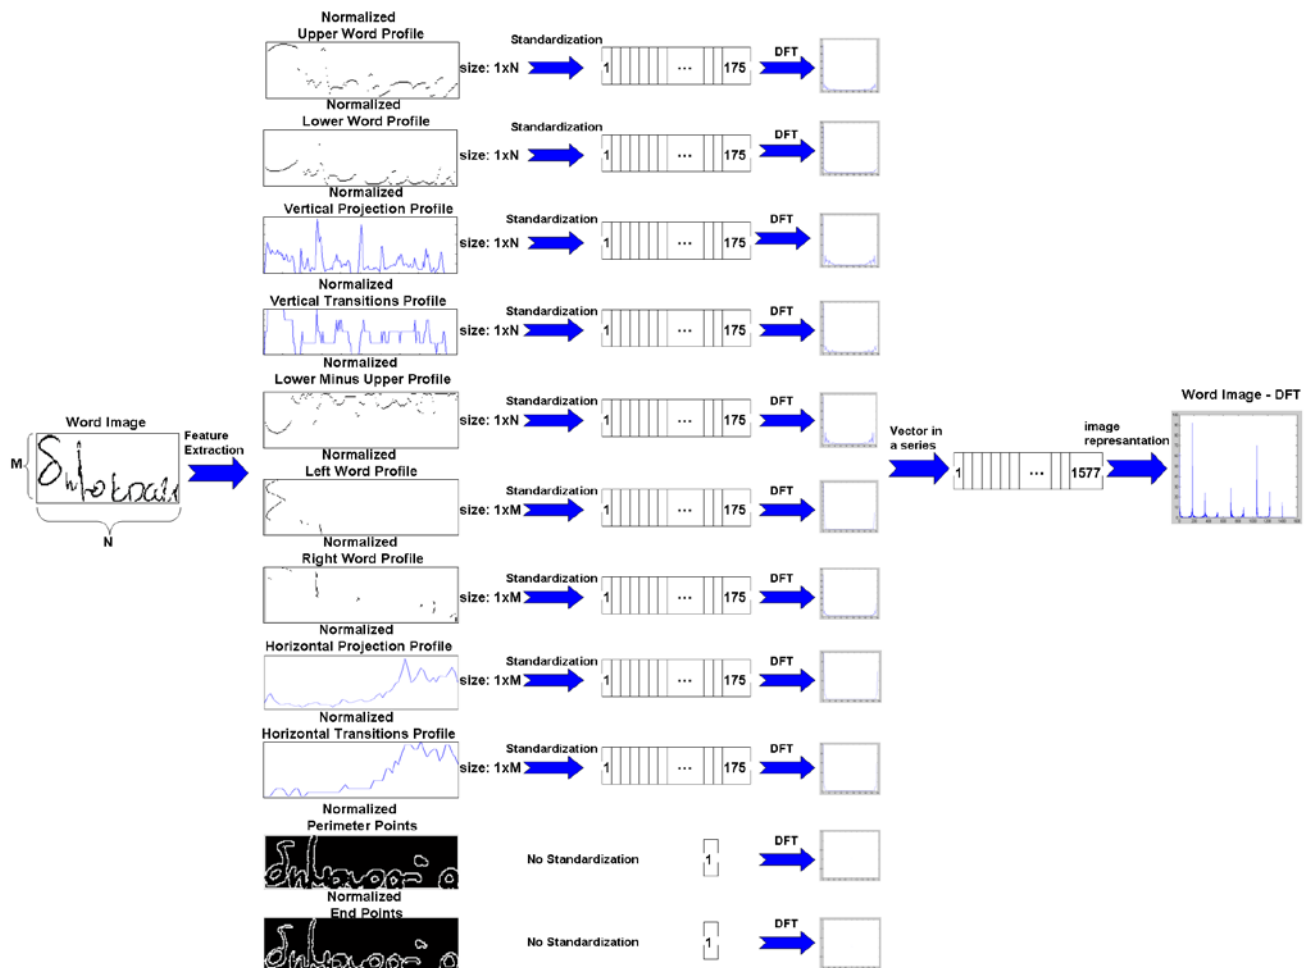 Normalized
Upper Word Profile
size: 1xN
Standardization
1 ... 175
DFT
Normalized
Lower Word Profile
size: 1xN
Standardization
1 ... 175
DFT
Normalized
Vertical Projection Profile
size: 1xN
Standardization
1 ... 175
DFT
Normalized
Vertical Transitions Profile
size: 1xN
Standardization
1 ... 175
DFT
Normalized
Lower Minus Upper Profile
size: 1xN
Standardization
1 ... 175
DFT
Word Image
M
N
Feature
Extraction
Normalized
Left Word Profile
size: 1xM
Standardization
1 ... 175
DFT
Normalized
Right Word Profile
size: 1xM
Standardization
1 ... 175
DFT
Normalized
Horizontal Projection Profile
size: 1xM
Standardization
1 ... 175
DFT
Normalized
Horizontal Transitions Profile
size: 1xM
Standardization
1 ... 175
DFT
Normalized
Perimeter Points
No Standardization
1
DFT
Normalized
End Points
No Standardization
1
DFT
Vector in
a series
1 ... 1577
image
represantation
Word Image - DFT